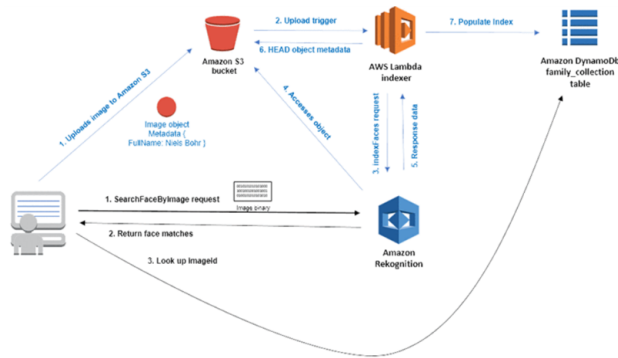 2. Upload trigger
7. Populate Index
6. HEAD object metadata
Amazon S3
bucket
AWS Lambda
indexer
Amazon DynamoDb
family_collection
table
1. Uploads image to Amazon S3
Image object
Metadata {
FullName: Niels Bohr }
4. Accesses object
3. IndexFaces request
5. Response data
1. SearchFaceByImage request
Image binary
2. Return face matches
Amazon
Rekognition
3. Look up ImageId